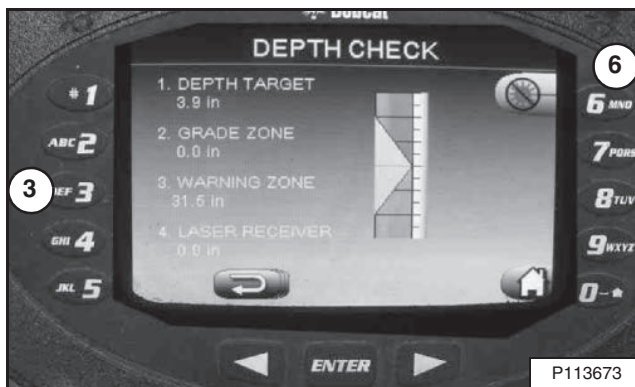 Bobcat
DEPTH CHECK
1. DEPTH TARGET
3.9 in
2. GRADE ZONE
0.0 in
3. WARNING ZONE
31.5 in
4. LASER RECEIVER
0.0 in
#1
ABC 2
3
DEF 3
GHI 4
JKL 5
6
6 MNO
7 PQRS
8 TUV
9 WXYZ
0-*
ENTER
P113673